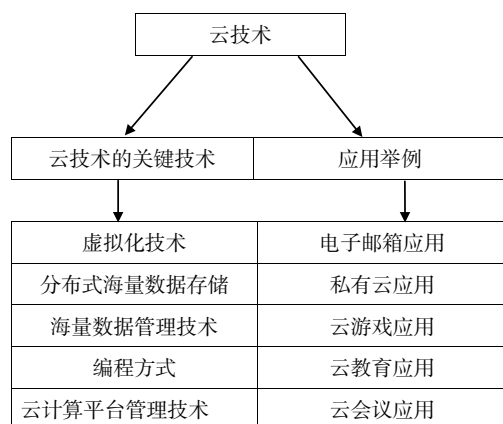 云技术
云技术的关键技术 应用举例
虚拟化技术 电子邮箱应用
分布式海量数据存储 私有云应用
海量数据管理技术 云游戏应用
编程方式 云教育应用
云计算平台管理技术 云会议应用